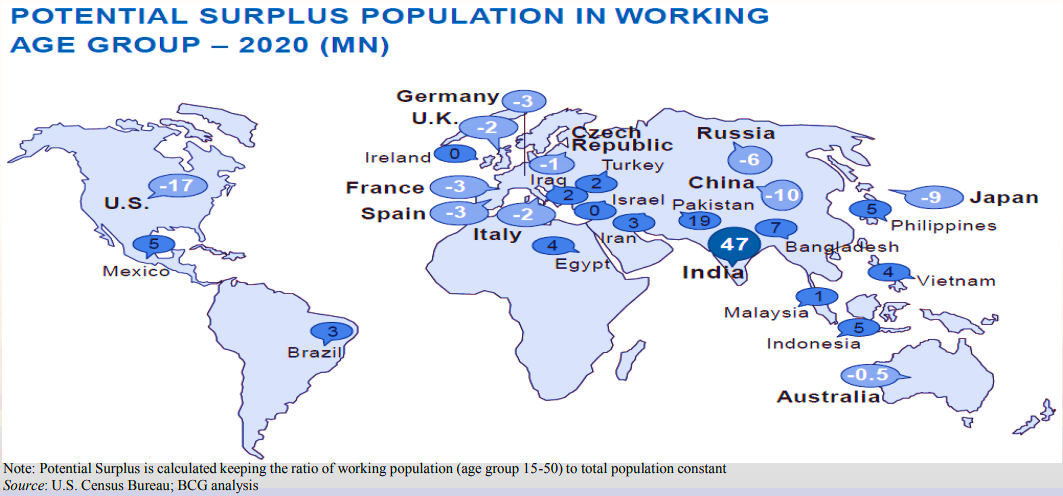 POTENTIAL SURPLUS POPULATION IN WORKING
AGE GROUP – 2020 (MN)
Germany
-3
U.K.
-2
Ireland
0
Czech
Republic
-1
Turkey
2
Iraq
2
France
-3
Spain
-3
Italy
-2
Israel
0
Iran
3
Egypt
4
Russia
-6
China
-10
Pakistan
19
India
47
Bangladesh
7
Japan
-9
Philippines
5
Vietnam
4
Malaysia
1
Indonesia
5
Australia
-0.5
U.S.
-17
Mexico
5
Brazil
3
Note: Potential Surplus is calculated keeping the ratio of working population (age group 15-50) to total population constant
Source: U.S. Census Bureau; BCG analysis